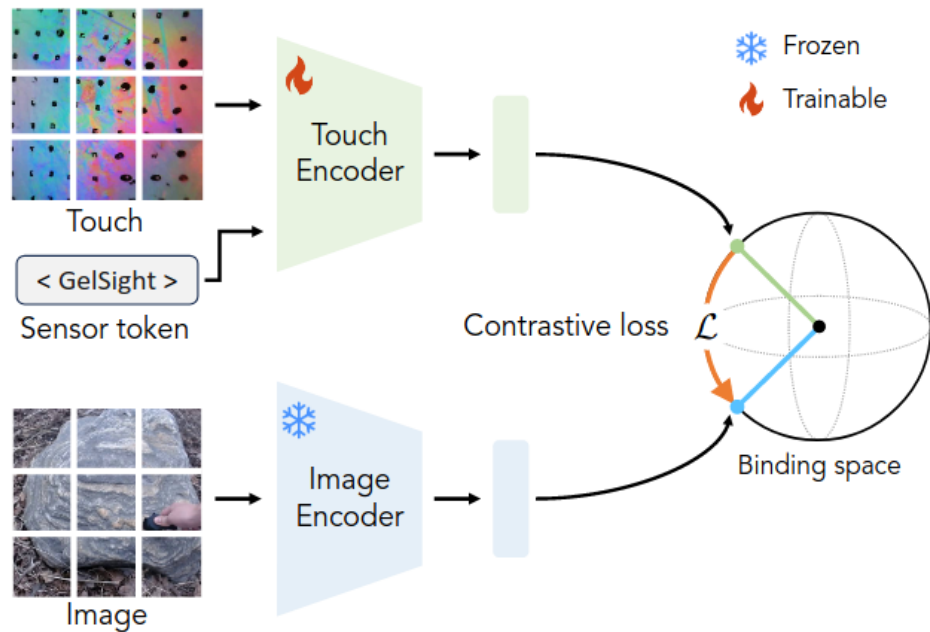 Frozen
Trainable
Touch
Encoder
Touch
< GelSight >
Sensor token
Contrastive loss
ℒ
Image
Encoder
Binding space
Image